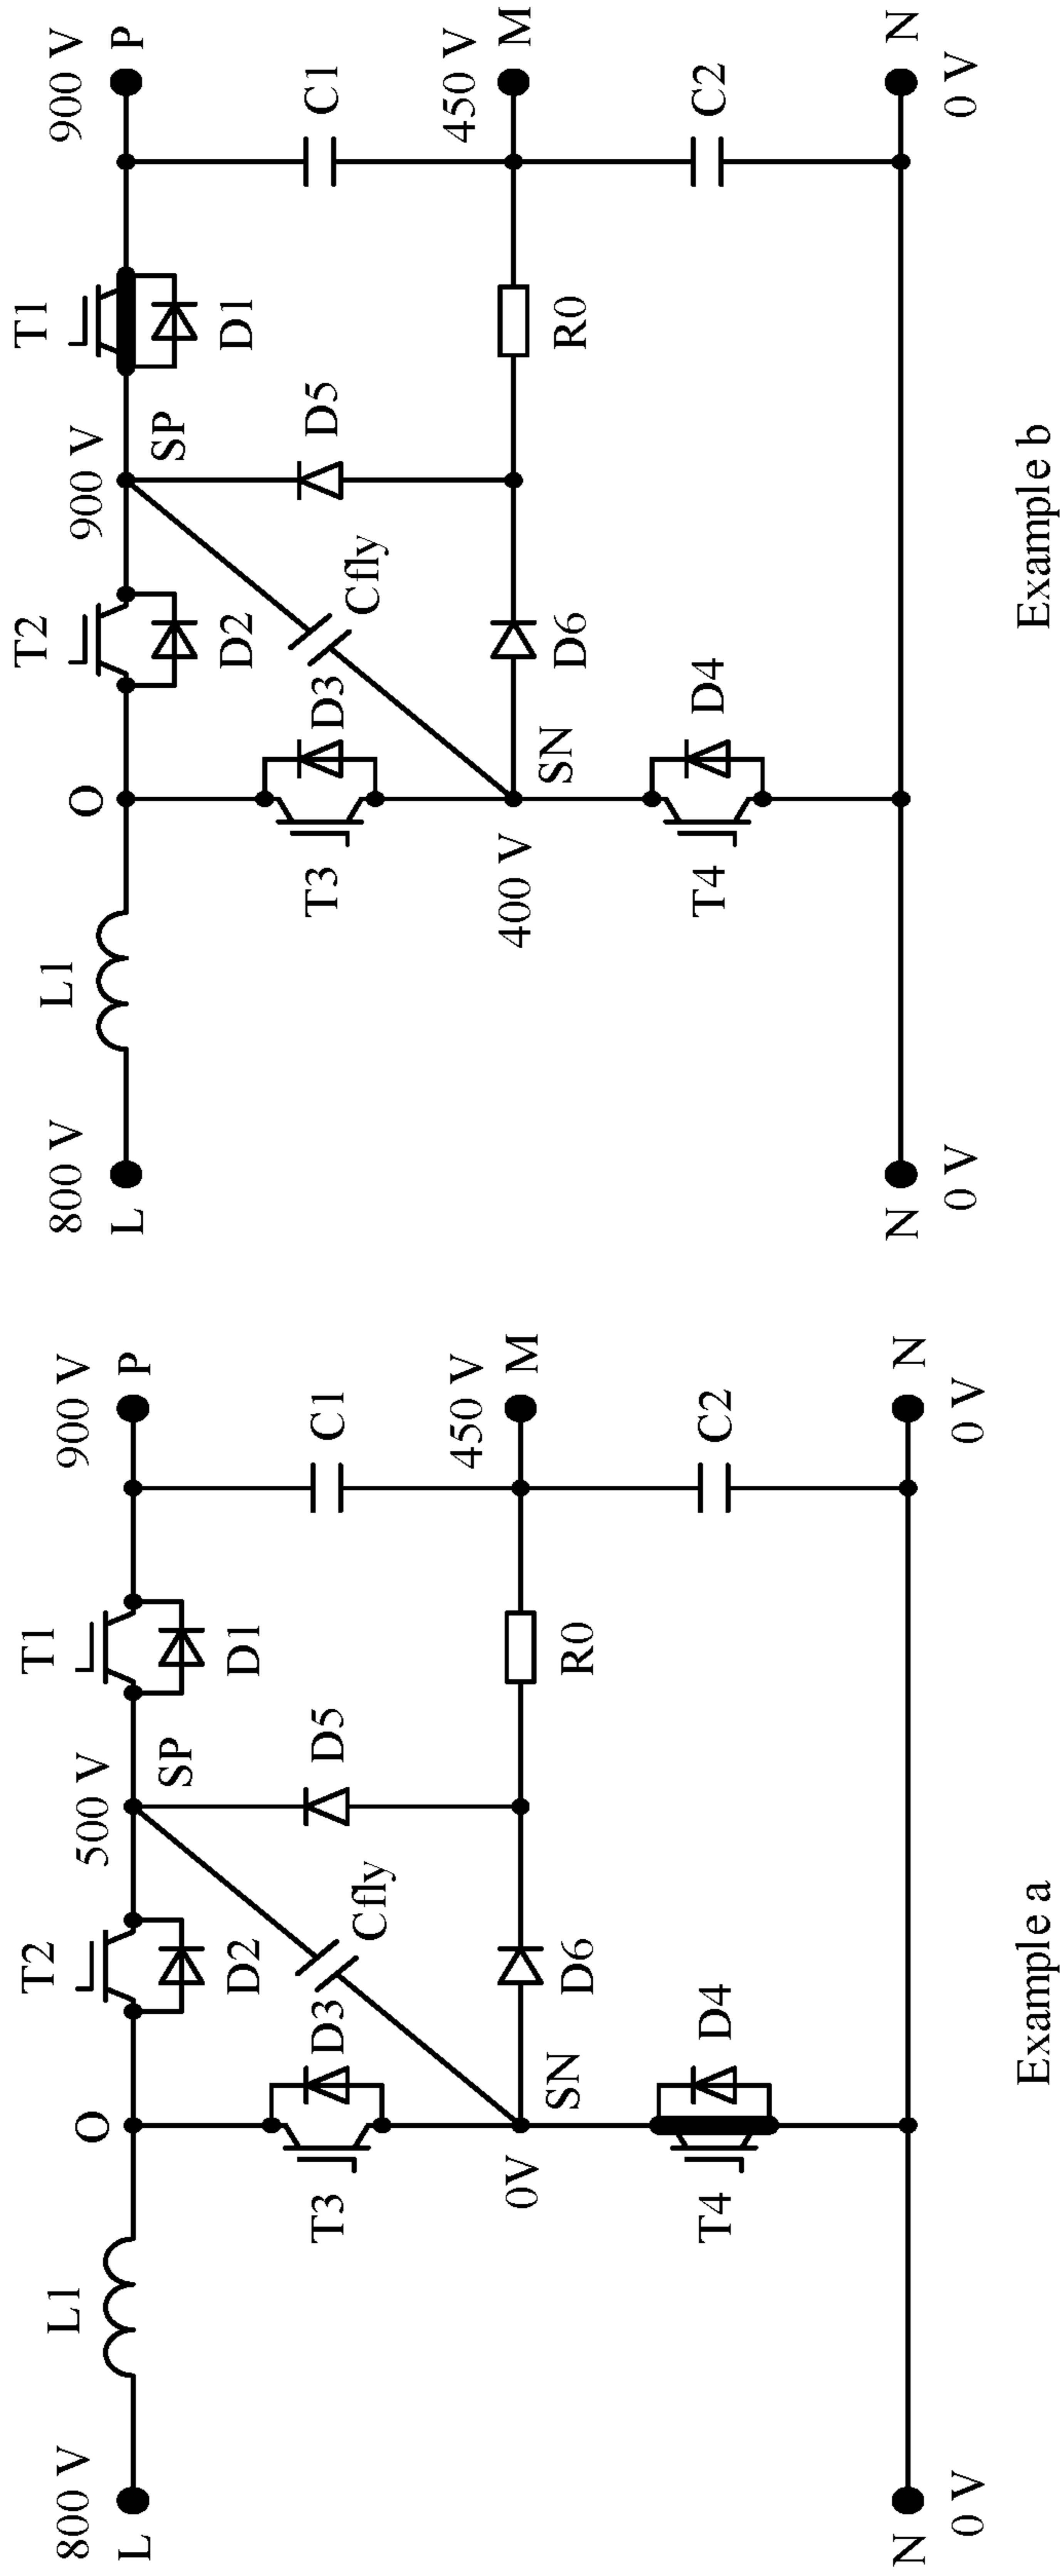 800 V
L
L1
O
T2
D2
500 V
SP
T1
D1
900 V
P
T3
D3
Cfly
D5
C1
0V
SN
D6
R0
450 V
M
T4
D4
C2
N
0 V
N
0 V
Example a
800 V
L
L1
O
T2
D2
900 V
SP
T1
D1
900 V
P
T3
D3
Cfly
D5
C1
400 V
SN
D6
R0
450 V
M
T4
D4
C2
N
0 V
N
0 V
Example b